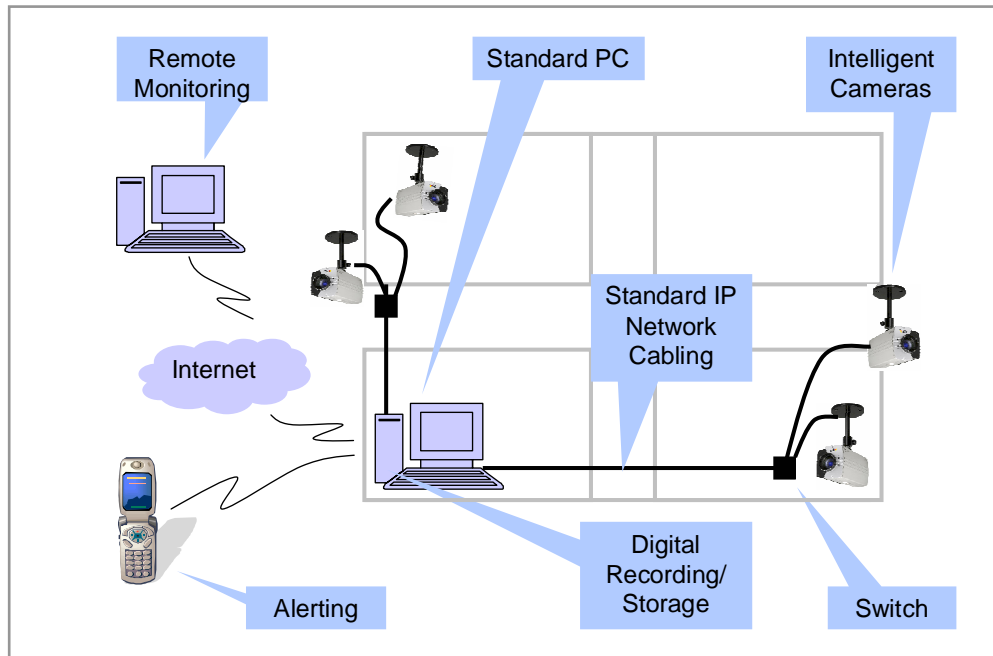 Remote
Monitoring
Standard PC
Intelligent
Cameras
Standard IP
Network
Cabling
Internet
Digital
Recording/
Storage
Alerting
Switch